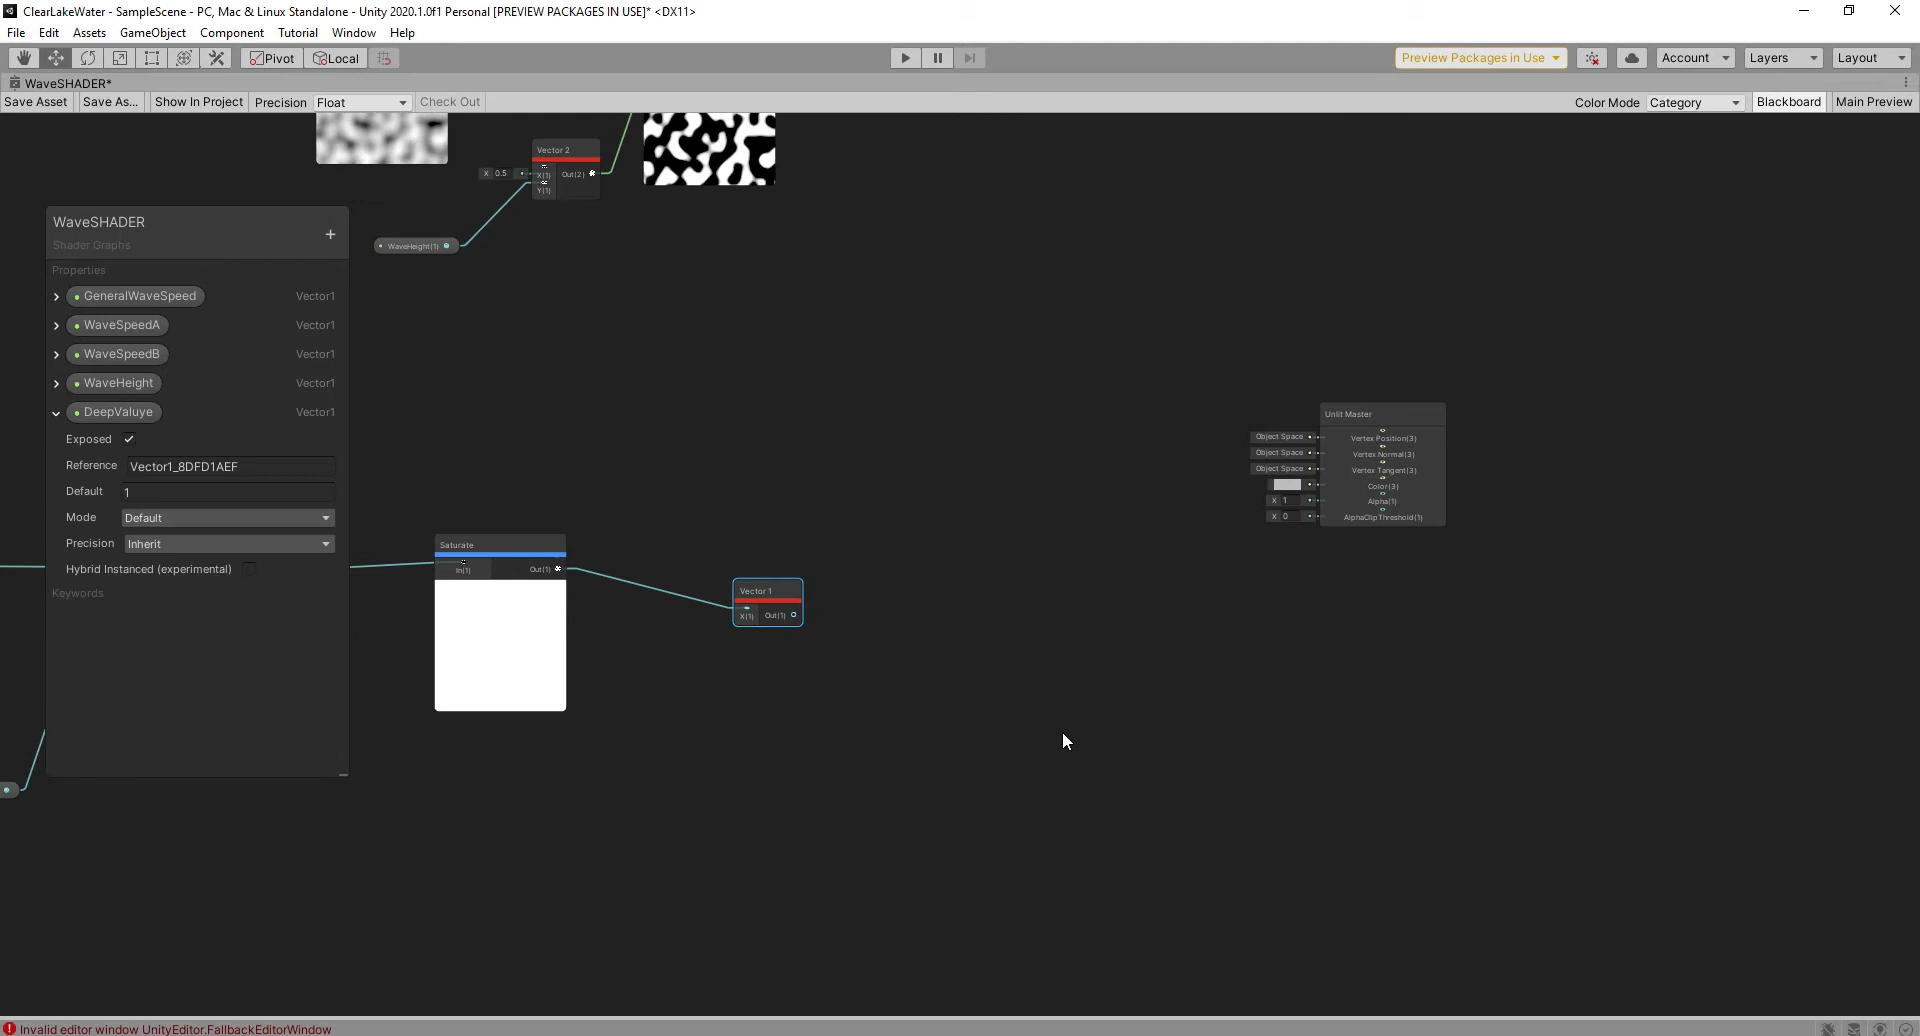 ClearLakeWater - SampleScene - PC, Mac & Linux Standalone - Unity 2020.1.0f1 Personal [PREVIEW PACKAGES IN USE]* <DX11>
File Edit Assets GameObject Component Tutorial Window Help
Pivot Local Preview Packages in Use Account Layers Layout
WaveSHADER*
Save Asset Save As... Show In Project Precision Float Check Out Color Mode Category Blackboard Main Preview
Vector 2
X 0.5 X(1) Out(2)
Y(1)
WaveHeight(1)
WaveSHADER
+
Shader Graphs
Properties
GeneralWaveSpeed Vector1
WaveSpeedA Vector1
WaveSpeedB Vector1
WaveHeight Vector1
DeepValuye Vector1
Exposed
Reference Vector1_8DFD1AEF
Default 1
Mode Default
Precision Inherit
Hybrid Instanced (experimental)
Keywords
Saturate
In(1) Out(1)
Vector 1
X(1) Out(1)
Unlit Master
Object Space Vertex Position(3)
Object Space Vertex Normal(3)
Object Space Vertex Tangent(3)
Color(3)
X 1 Alpha(1)
X 0 AlphaClipThreshold(1)
Invalid editor window UnityEditor.FallbackEditorWindow